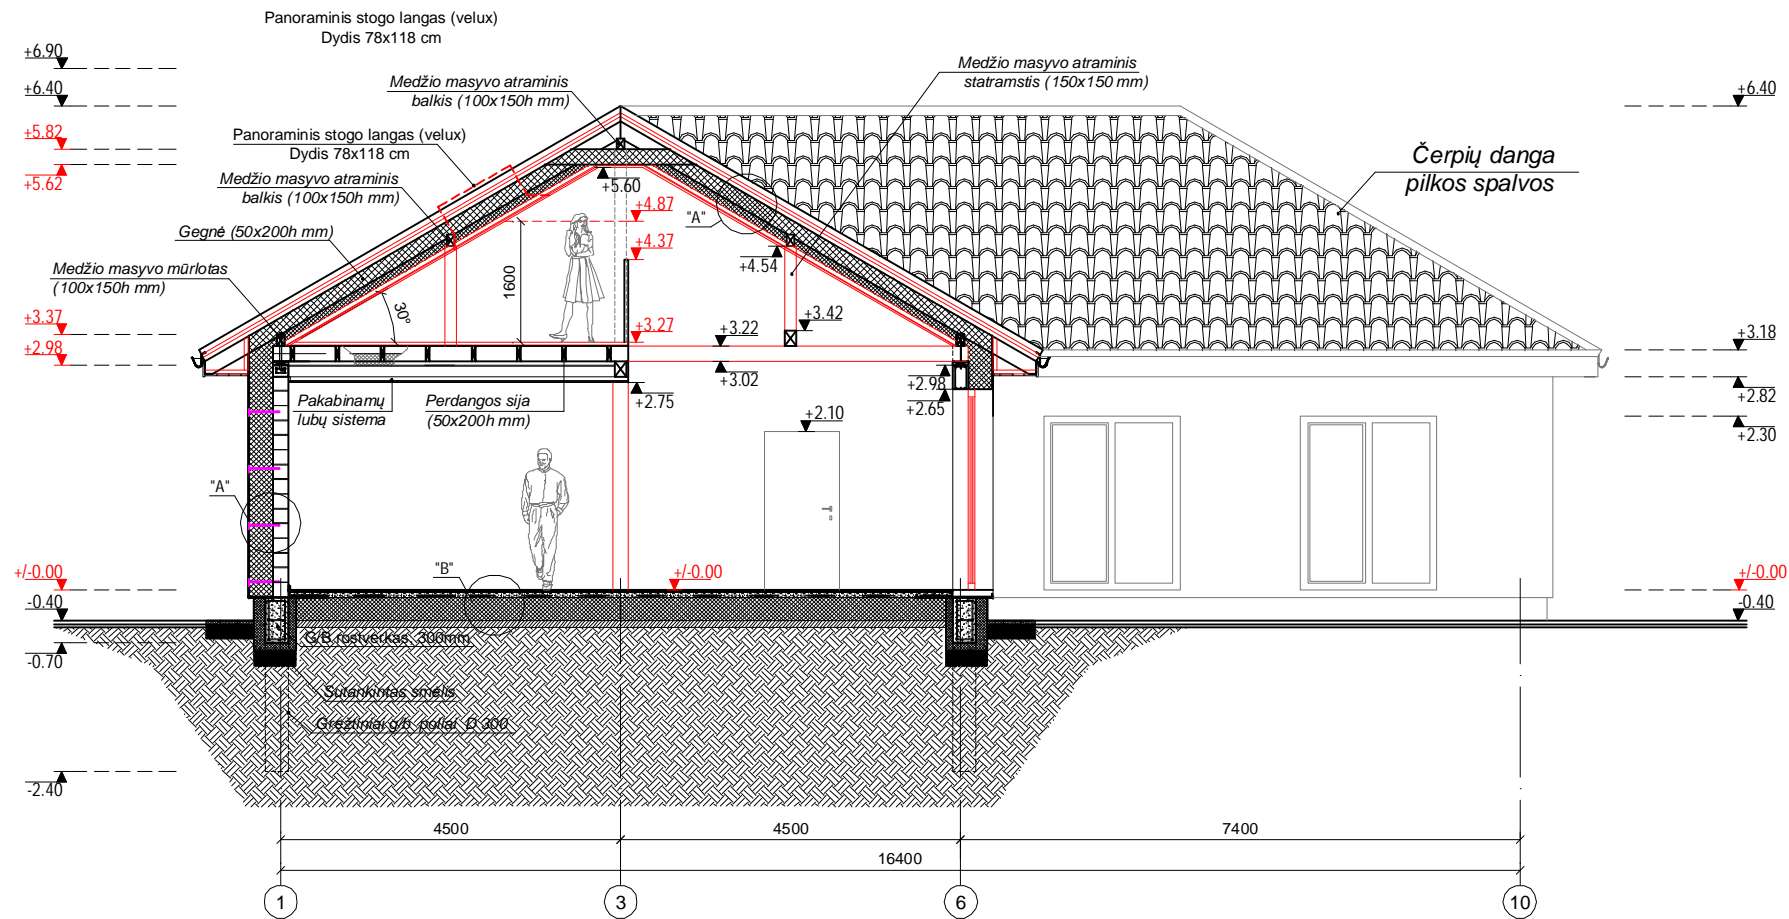 Panoraminis stogo langas (velux)
Dydis 78x118 cm
+6.90
+6.40
+5.82
+5.62
+3.37
+2.98
+/-0.00
-0.40
-0.70
-2.40
Medžio masyvo atraminis
balkis (100x150h mm)
Panoraminis stogo langas (velux)
Dydis 78x118 cm
Medžio masyvo atraminis
balkis (100x150h mm)
Gegnė (50x200h mm)
Medžio masyvo mūrlotas
(100x150h mm)
Medžio masyvo atraminis
statramstis (150x150 mm)
Čerpių danga
pilkos spalvos
+5.60
+4.87
+4.37
"A"
+4.54
1600
30°
+3.27
+3.22
+3.42
+3.02
+2.98
+2.75
+2.65
Pakabinamų
lubų sistema
Perdangos sija
(50x200h mm)
+2.10
"A"
"B"
+/-0.00
G/B rostverkas, 300mm
Sutankintas smėlis
Gręžtiniai g/b poliai D 300
+6.40
+3.18
+2.82
+2.30
+/-0.00
-0.40
4500
4500
7400
16400
1
3
6
10